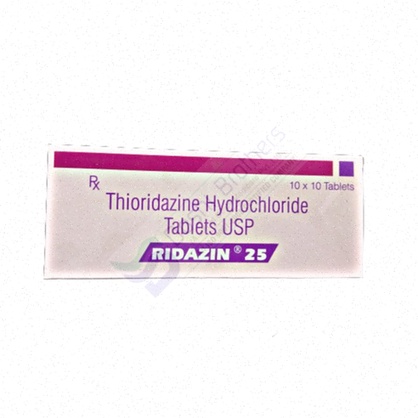 ℞
10 x 10 Tablets
Thioridazine Hydrochloride
Tablets USP
RIDAZIN ® 25